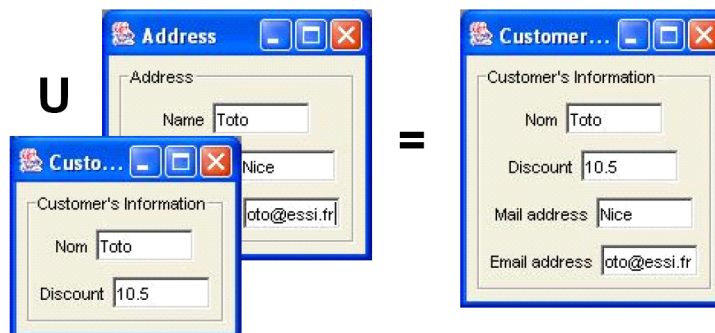 U
Address
Address
Name Toto
Nice
oto@essi.fr
Custo...
Customer's Information
Nom Toto
Discount 10.5
=
Customer...
Customer's Information
Nom Toto
Discount 10.5
Mail address Nice
Email address oto@essi.fr